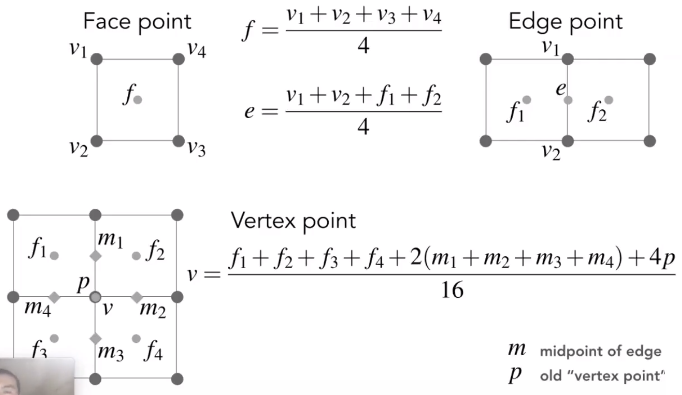 Face point
f = (v₁ + v₂ + v₃ + v₄) / 4
Edge point
v₁
v₄
v₁
f
e
f₁
f₂
e = (v₁ + v₂ + f₁ + f₂) / 4
v₂
v₃
v₂
Vertex point
f₁
m₁
f₂
v = (f₁ + f₂ + f₃ + f₄ + 2(m₁ + m₂ + m₃ + m₄) + 4p) / 16
p
m₄
v
m₂
f₃
m₃
f₄
m midpoint of edge
p old “vertex point”